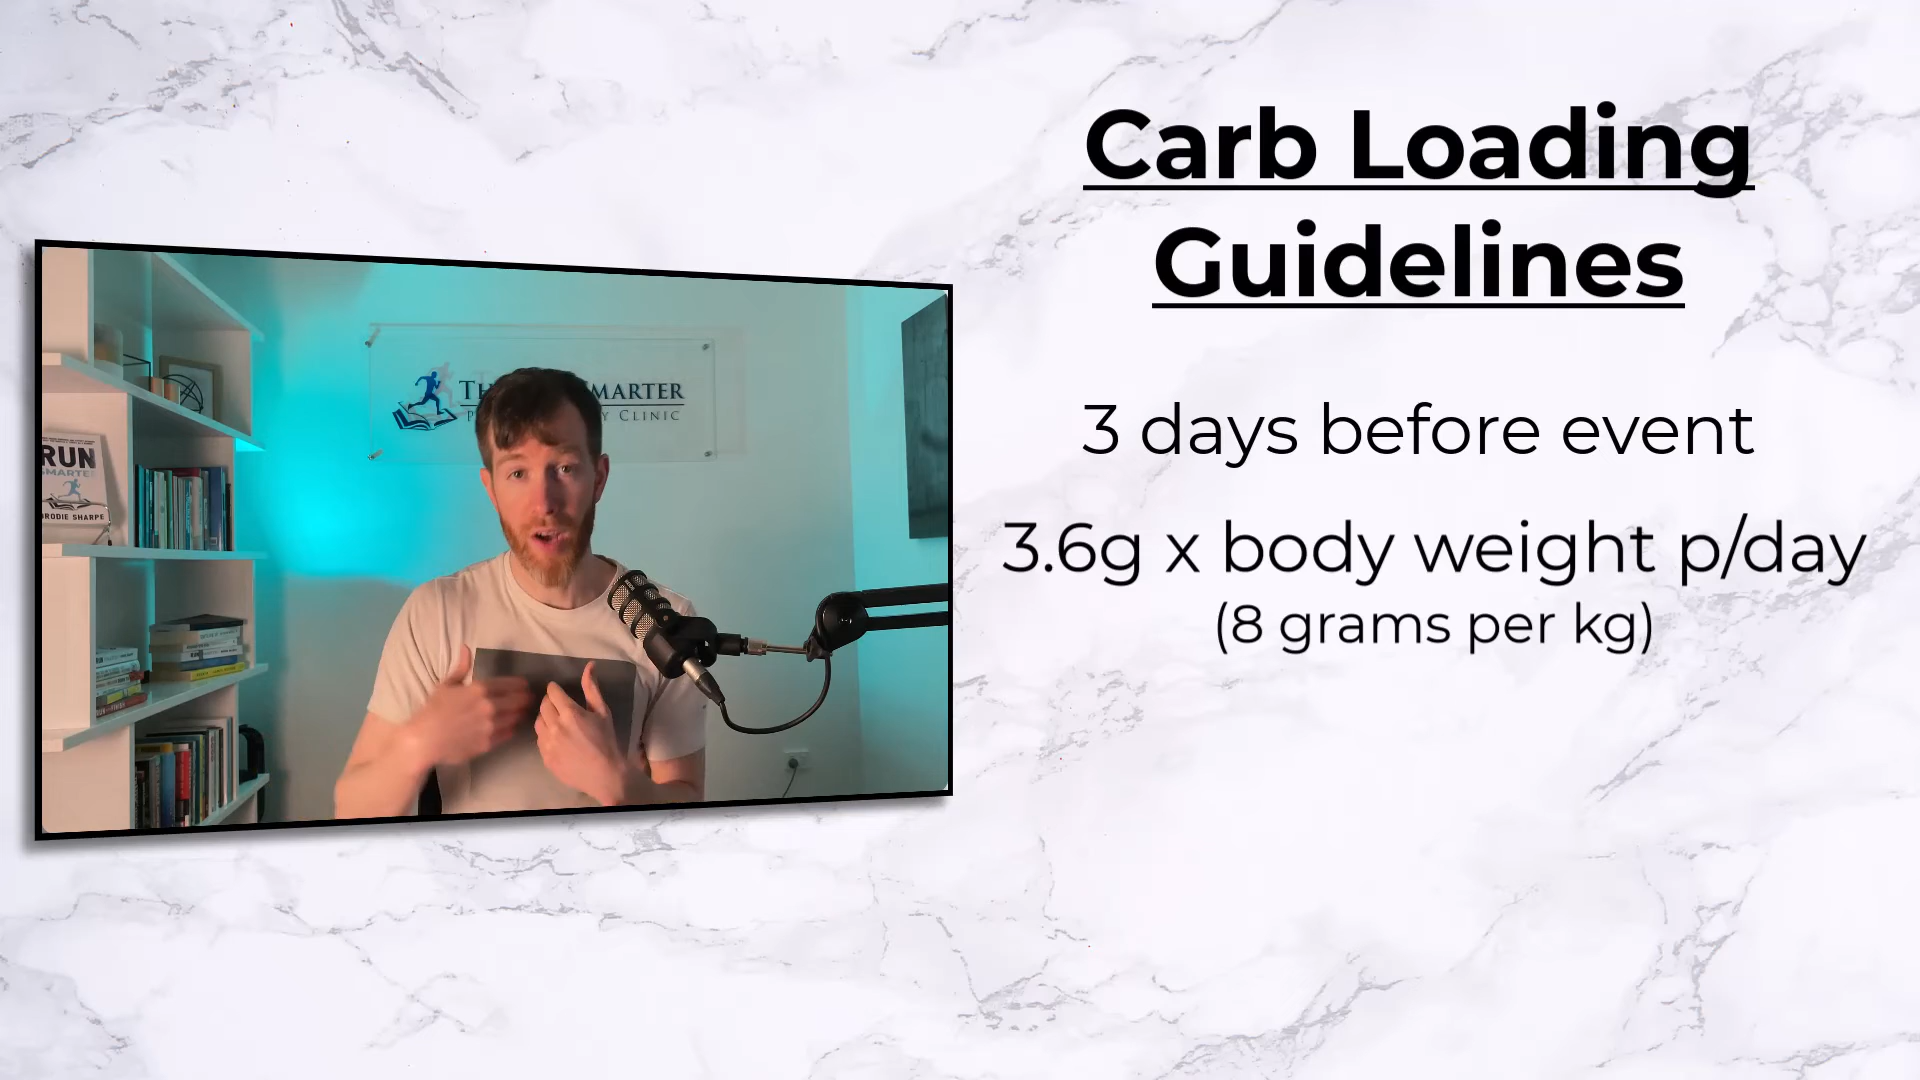 Carb Loading
Guidelines
3 days before event
3.6g x body weight p/day
(8 grams per kg)
MARTER
Y CLINIC
RUN
SMARTER
BRODIE SHARPE